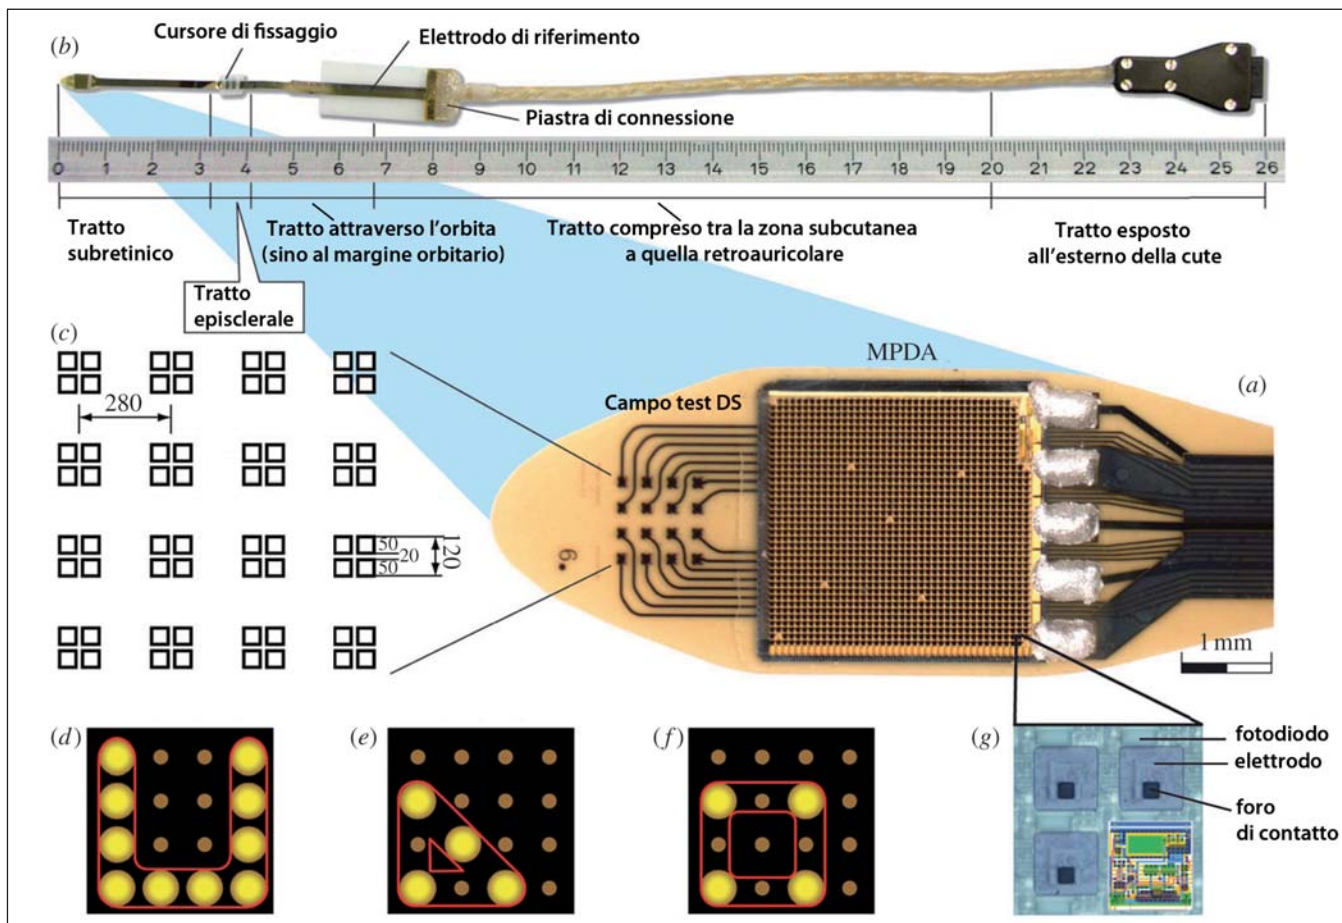 (b)
Cursore di fissaggio
Elettrodo di riferimento
Piastra di connessione
0 1 2 3 4 5 6 7 8 9 10 11 12 13 14 15 16 17 18 19 20 21 22 23 24 25 26
Tratto
subretinico
Tratto attraverso l'orbita
(sino al margine orbitario)
Tratto compreso tra la zona subcutanea
a quella retroauricolare
Tratto esposto
all'esterno della cute
Tratto
episclerale
(c)
280
50
20
50
120
MPDA
(a)
Campo test DS
6
1 mm
(d)
(e)
(f)
(g)
fotodiodo
elettrodo
foro
di contatto